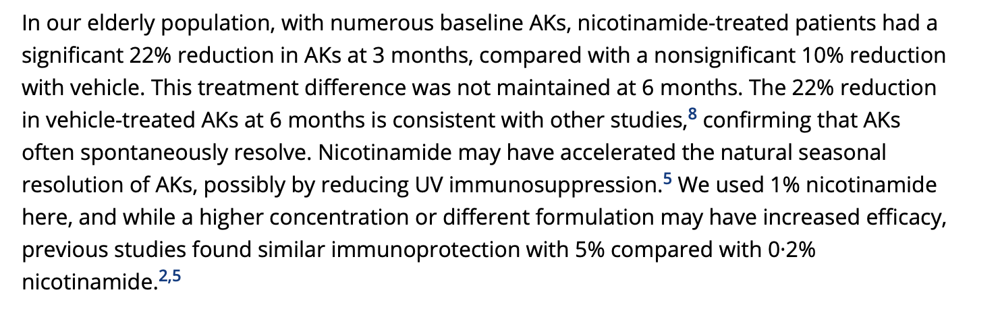 In our elderly population, with numerous baseline AKs, nicotinamide-treated patients had a
significant 22% reduction in AKs at 3 months, compared with a nonsignificant 10% reduction
with vehicle. This treatment difference was not maintained at 6 months. The 22% reduction
in vehicle-treated AKs at 6 months is consistent with other studies,8 confirming that AKs
often spontaneously resolve. Nicotinamide may have accelerated the natural seasonal
resolution of AKs, possibly by reducing UV immunosuppression.5 We used 1% nicotinamide
here, and while a higher concentration or different formulation may have increased efficacy,
previous studies found similar immunoprotection with 5% compared with 0·2%
nicotinamide.2,5